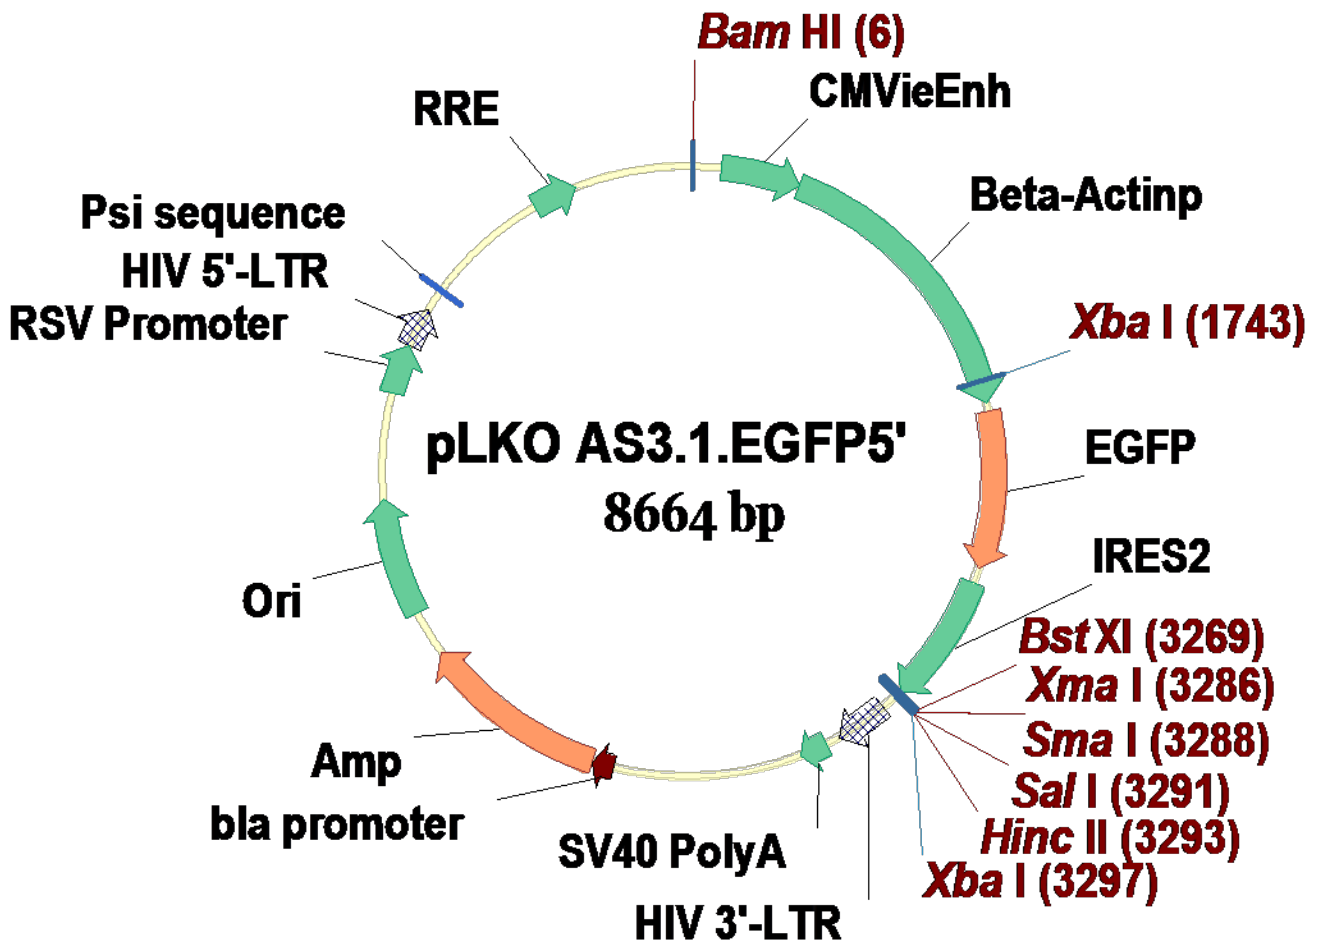 Bam HI (6)
CMVieEnh
RRE
Beta-Actinp
Psi sequence
HIV 5'-LTR
RSV Promoter
Xba I (1743)
pLKO AS3.1.EGFP5'
8664 bp
EGFP
IRES2
Ori
Bst XI (3269)
Xma I (3286)
Sma I (3288)
Sal I (3291)
Hinc II (3293)
Xba I (3297)
Amp
bla promoter
SV40 PolyA
HIV 3'-LTR